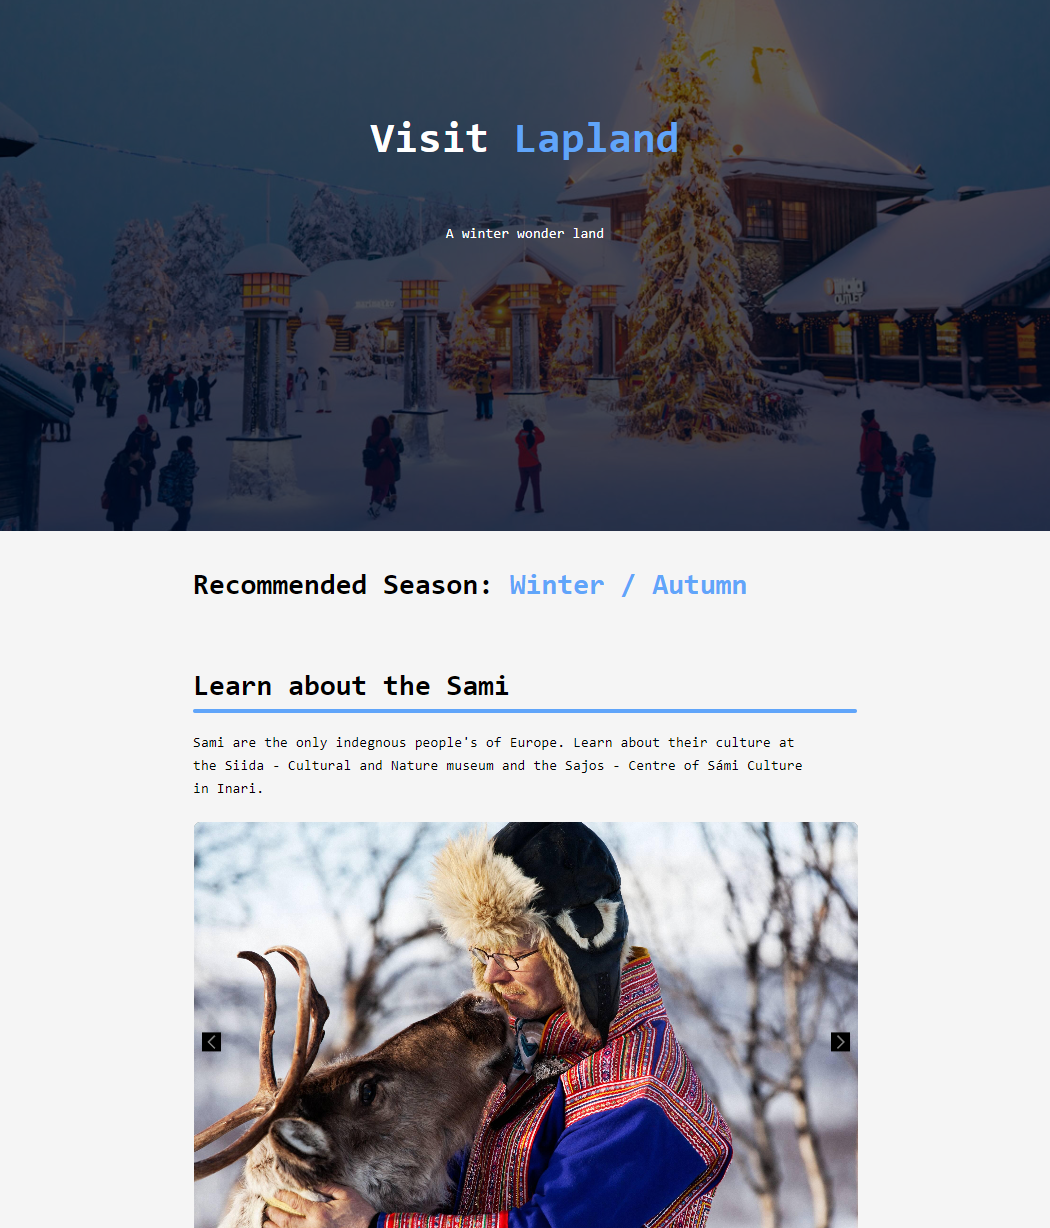 Visit Lapland
A winter wonder land
indo
OUTLET
Recommended Season: Winter / Autumn
Learn about the Sami
Sami are the only indegnous people's of Europe. Learn about their culture at
the Siida - Cultural and Nature museum and the Sajos - Centre of Sámi Culture
in Inari.